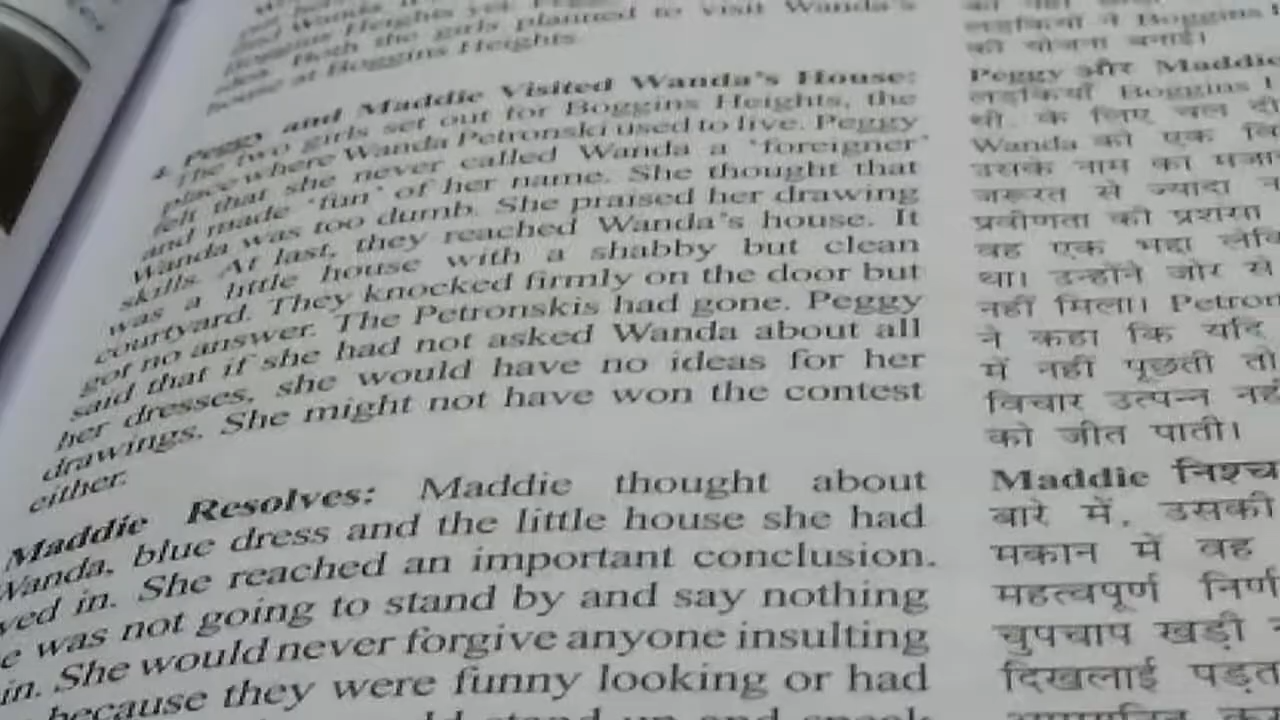 Both the girls planned to visit Wanda's
house at Boggins Heights.
4. Peggy and Maddie Visited Wanda's House:
The two girls set out for Boggins Heights, the
place where Wanda Petronski used to live. Peggy
felt that she never called Wanda a 'foreigner'
and made 'fun' of her name. She thought that
Wanda was too dumb. She praised her drawing
skills. At last, they reached Wanda's house. It
was a little house with a shabby but clean
courtyard. They knocked firmly on the door but
got no answer. The Petronskis had gone. Peggy
said that if she had not asked Wanda about all
her dresses, she would have no ideas for her
drawings. She might not have won the contest
either.
Maddie Resolves: Maddie thought about
Wanda, blue dress and the little house she had
ved in. She reached an important conclusion.
e was not going to stand by and say nothing
in. She would never forgive anyone insulting
because they were funny looking or had
stand up and speak
लड़कियों ने Boggins
की योजना बनाई।
Peggy और Maddie
लड़कियाँ Boggins
थी, के लिए चल दी
Wanda को एक
उसके नाम का मजा
जरूरत से ज्यादा
प्रवीणता की प्रशंसा
वह एक भद्दा
था। उन्होंने जोर से
नहीं मिला। Petron
ने कहा कि यदि
में नहीं पूछती तो
विचार उत्पन्न नह
को जीत पाती।
Maddie निश्च
बारे में, उसकी
मकान में वह
महत्वपूर्ण निर्ण
चुपचाप खड़ी
दिखलाई पड़त